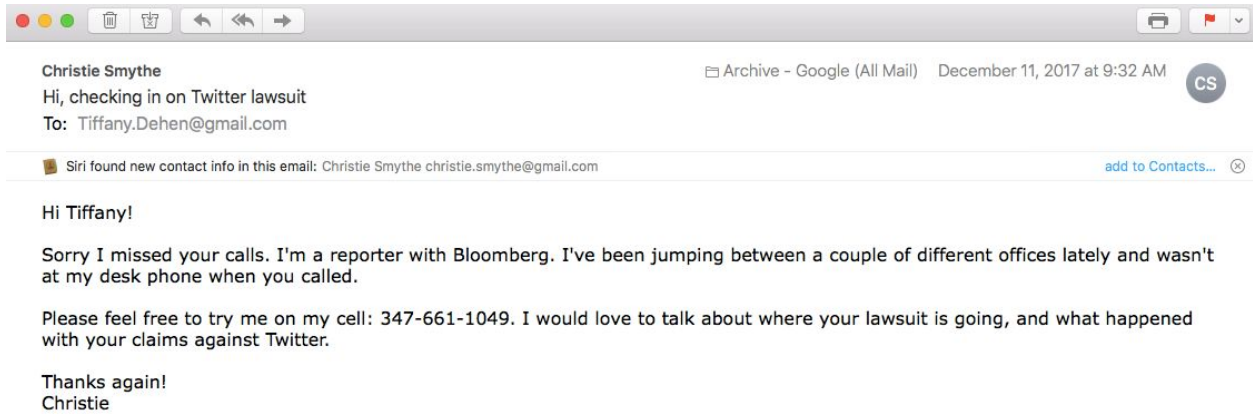 Christie Smythe
Archive - Google (All Mail) December 11, 2017 at 9:32 AM
CS
Hi, checking in on Twitter lawsuit
To: Tiffany.Dehen@gmail.com
Siri found new contact info in this email: Christie Smythe christie.smythe@gmail.com
add to Contacts...
Hi Tiffany!
Sorry I missed your calls. I'm a reporter with Bloomberg. I've been jumping between a couple of different offices lately and wasn't
at my desk phone when you called.
Please feel free to try me on my cell: 347-661-1049. I would love to talk about where your lawsuit is going, and what happened
with your claims against Twitter.
Thanks again!
Christie